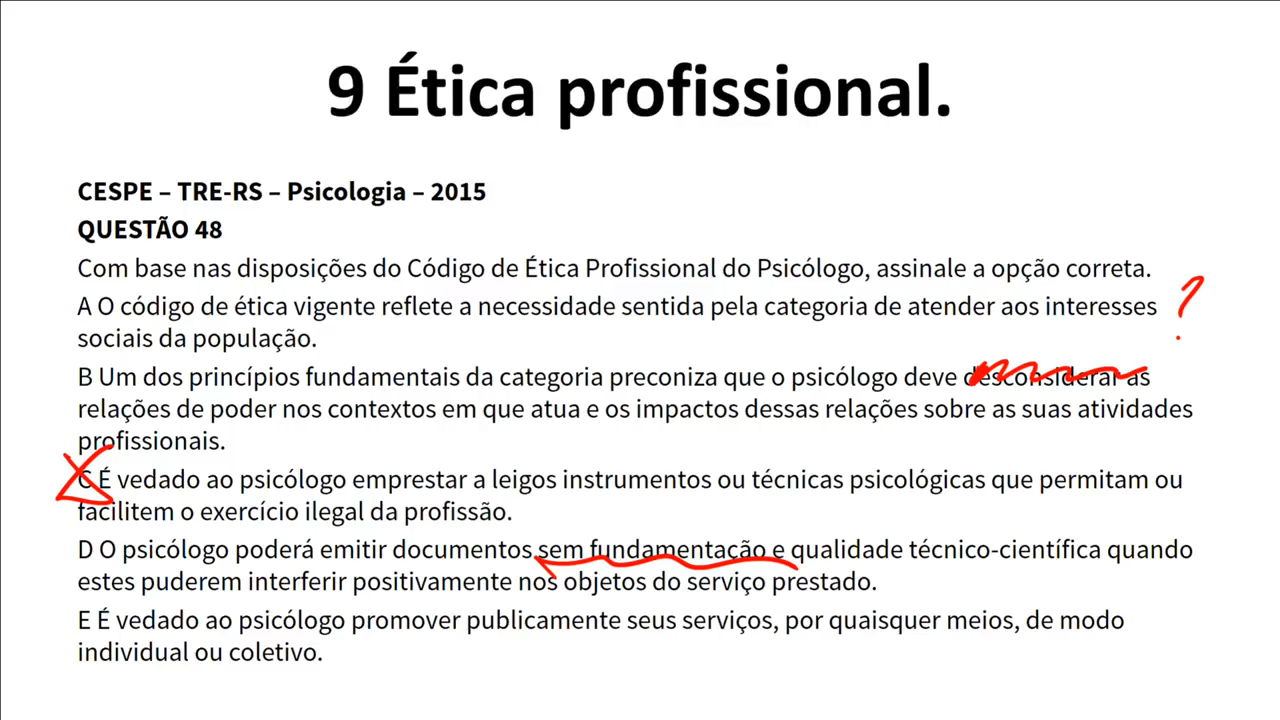 9 Ética profissional.
CESPE – TRE-RS – Psicologia – 2015
QUESTÃO 48
Com base nas disposições do Código de Ética Profissional do Psicólogo, assinale a opção correta.
A O código de ética vigente reflete a necessidade sentida pela categoria de atender aos interesses ?
sociais da população.
B Um dos princípios fundamentais da categoria preconiza que o psicólogo deve desconsiderar as
relações de poder nos contextos em que atua e os impactos dessas relações sobre as suas atividades
profissionais.
C É vedado ao psicólogo emprestar a leigos instrumentos ou técnicas psicológicas que permitam ou
facilitem o exercício ilegal da profissão.
D O psicólogo poderá emitir documentos sem fundamentação e qualidade técnico-científica quando
estes puderem interferir positivamente nos objetos do serviço prestado.
E É vedado ao psicólogo promover publicamente seus serviços, por quaisquer meios, de modo
individual ou coletivo.